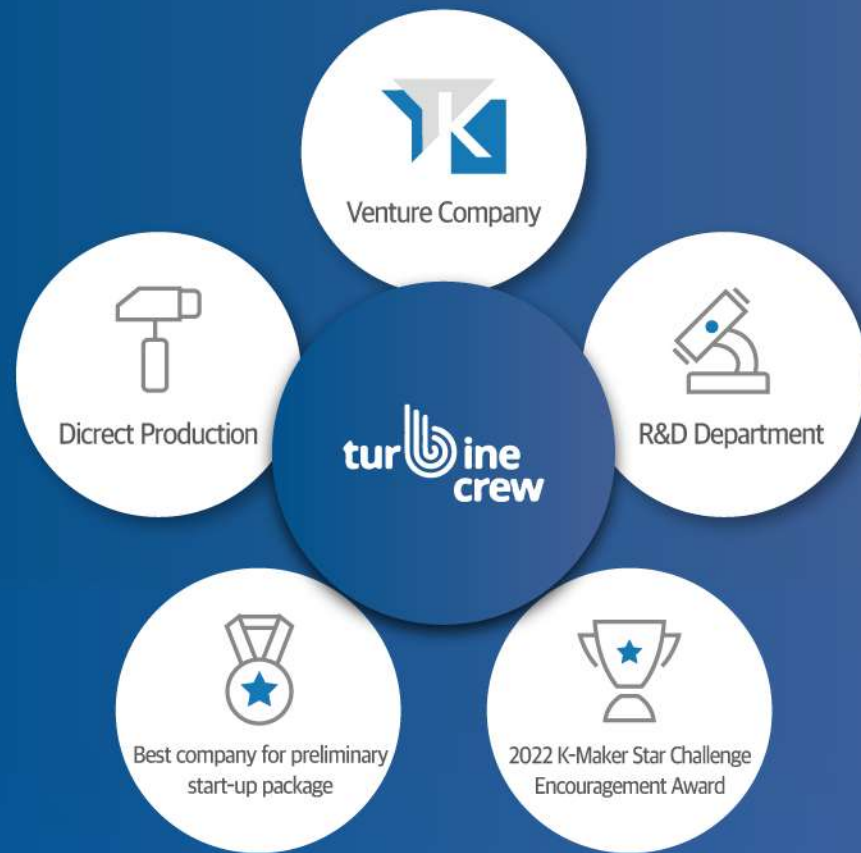 Venture Company
Dicrect Production
R&D Department
turbine
crew
Best company for preliminary
start-up package
2022 K-Maker Star Challenge
Encouragement Award